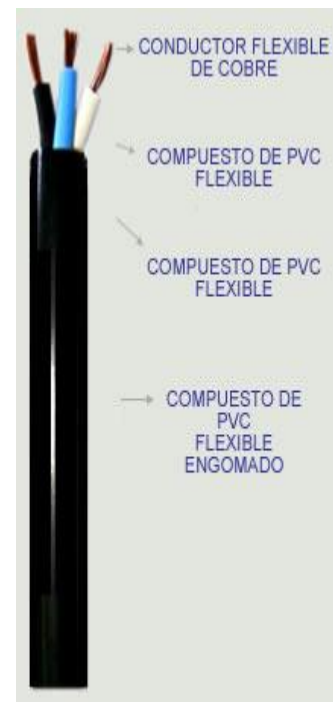 CONDUCTOR FLEXIBLE
DE COBRE
COMPUESTO DE PVC
FLEXIBLE
COMPUESTO DE PVC
FLEXIBLE
COMPUESTO DE
PVC
FLEXIBLE
ENGOMADO